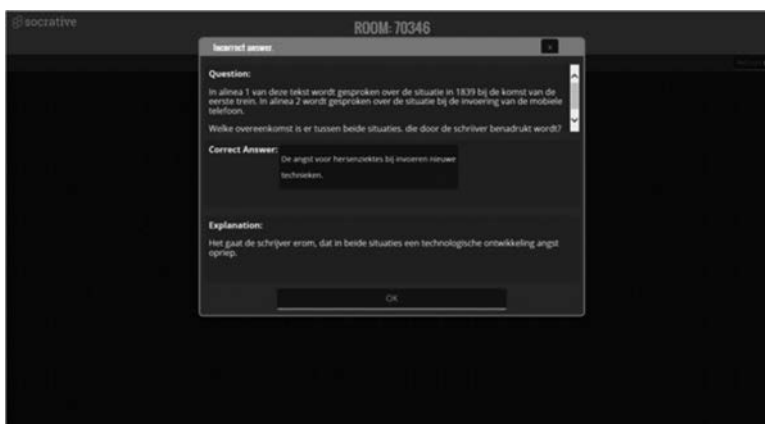 socrative
ROOM: 70346
Incorrect answer.
x
Question:
In alinea 1 van deze tekst wordt gesproken over de situatie in 1839 bij de komst van de
eerste trein. In alinea 2 wordt gesproken over de situatie bij de invoering van de mobiele
telefoon.
Welke overeenkomst is er tussen beide situaties. die door de schrijver benadrukt wordt?
Correct Answer:
De angst voor hersenziektes bij invoeren nieuwe
technieken.
Explanation:
Het gaat de schrijver erom, dat in beide situaties een technologische ontwikkeling angst
opriep.
OK